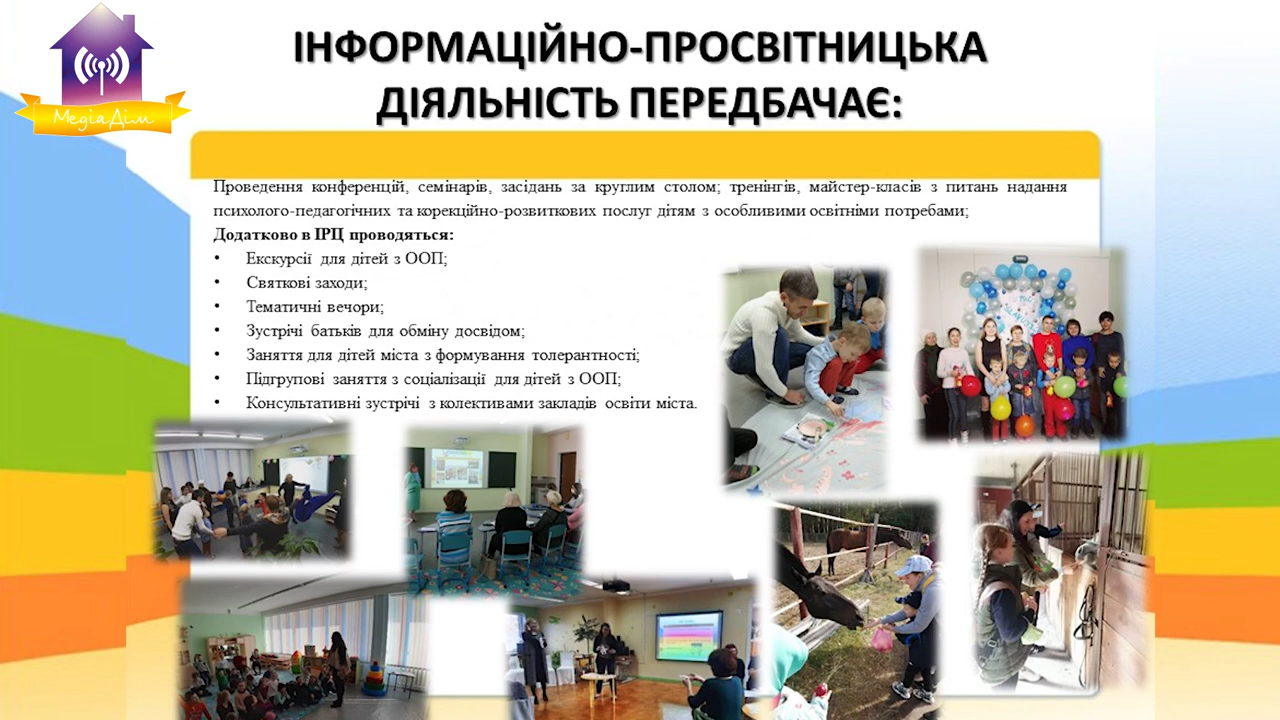 МедіаДім
ІНФОРМАЦІЙНО-ПРОСВІТНИЦЬКА
ДІЯЛЬНІСТЬ ПЕРЕДБАЧАЄ:
Проведення конференцій, семінарів, засідань за круглим столом; тренінгів, майстер-класів з питань надання
психолого-педагогічних та корекційно-розвиткових послуг дітям з особливими освітніми потребами;
Додатково в ІРЦ проводяться:
• Екскурсії для дітей з ООП;
• Святкові заходи;
• Тематичні вечори;
• Зустрічі батьків для обміну досвідом;
• Заняття для дітей міста з формування толерантності;
• Підгрупові заняття з соціалізації для дітей з ООП;
• Консультативні зустрічі з колективами закладів освіти міста.